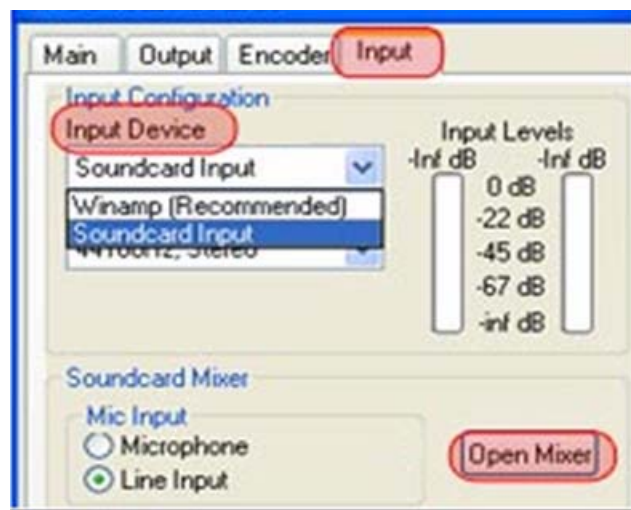 Main Output Encoder Input
Input Configuration
Input Device
Soundcard Input
Winamp (Recommended)
Soundcard Input
44100Hz, Stereo
Input Levels
-Inf dB -Inf dB
0 dB
-22 dB
-45 dB
-67 dB
-inf dB
Soundcard Mixer
Mic Input
Microphone
Line Input
Open Mixer